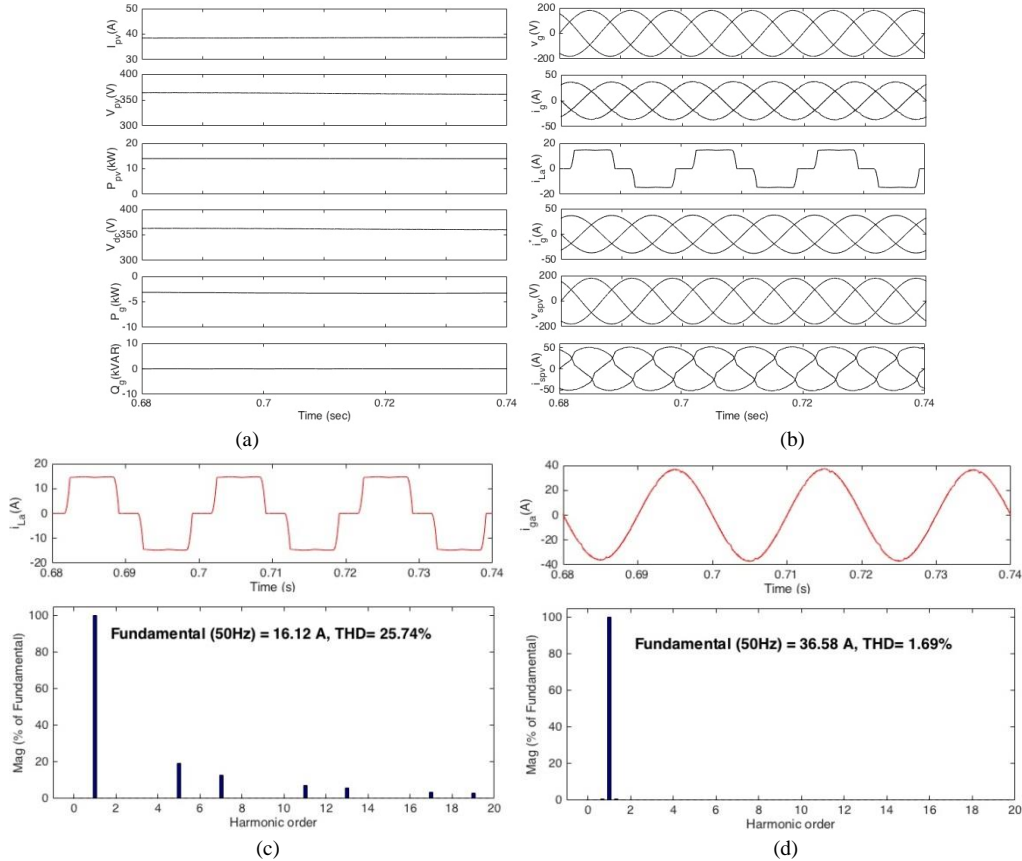 50
40
30
I_pv(A)
400
350
300
V_pv(V)
20
10
0
P_pv(kW)
400
350
300
V_dc(V)
0
-5
-10
P_g(kW)
10
0
-10
Q_g(kVAR)
0.68 0.7 0.72 0.74
Time (sec)
(a)
200
0
-200
v_g(V)
50
0
-50
i_g(A)
20
0
-20
i_La(A)
50
0
-50
i_g^*(A)
200
0
-200
v_spv(V)
50
0
-50
i_spv(A)
0.68 0.7 0.72 0.74
Time (sec)
(b)
20
10
0
-10
-20
i_La(A)
0.68 0.69 0.7 0.71 0.72 0.73 0.74
Time (s)
100
80
60
40
20
0
Mag (% of Fundamental)
Fundamental (50Hz) = 16.12 A, THD= 25.74%
0 2 4 6 8 10 12 14 16 18 20
Harmonic order
(c)
40
20
0
-20
-40
i_ga(A)
0.68 0.69 0.7 0.71 0.72 0.73 0.74
Time (s)
100
80
60
40
20
0
Mag (% of Fundamental)
Fundamental (50Hz) = 36.58 A, THD= 1.69%
0 2 4 6 8 10 12 14 16 18 20
Harmonic order
(d)